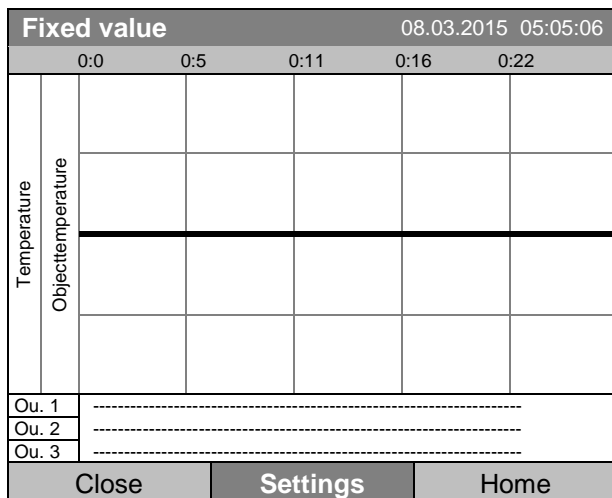 Fixed value 08.03.2015 05:05:06
0:0 0:5 0:11 0:16 0:22
Temperature
Objecttemperature
Ou. 1 ----------------------------------------------------------------------
Ou. 2 ----------------------------------------------------------------------
Ou. 3 ----------------------------------------------------------------------
Close Settings Home